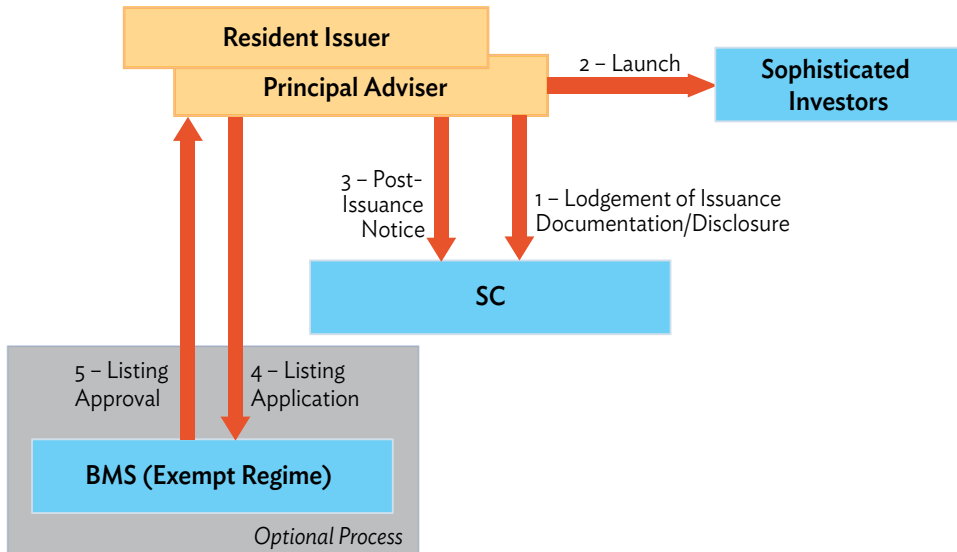 Resident Issuer
Principal Adviser
2 – Launch
Sophisticated
Investors
3 – Post-
Issuance
Notice
1 – Lodgement of Issuance
Documentation/Disclosure
SC
5 – Listing
Approval
4 – Listing
Application
BMS (Exempt Regime)
Optional Process